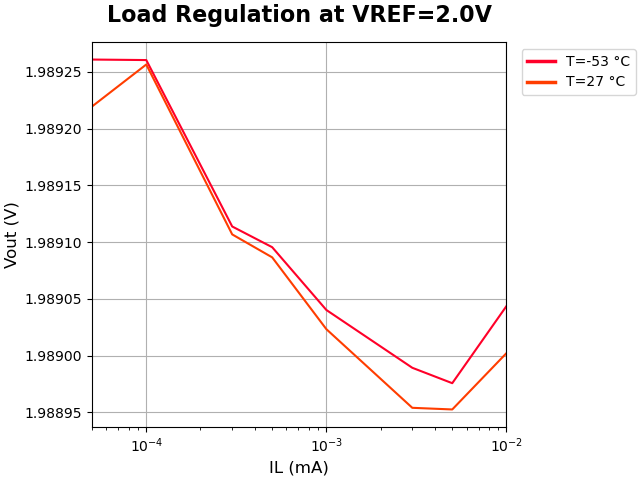 Load Regulation at VREF=2.0V
T=-53 °C
T=27 °C
Vout (V)
1.98925
1.98920
1.98915
1.98910
1.98905
1.98900
1.98895
10⁻⁴
10⁻³
10⁻²
IL (mA)